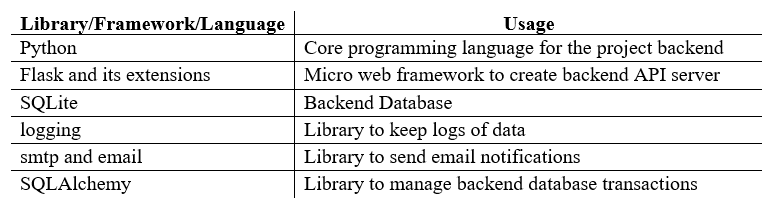 Library/Framework/Language Usage
Python Core programming language for the project backend
Flask and its extensions Micro web framework to create backend API server
SQLite Backend Database
logging Library to keep logs of data
smtp and email Library to send email notifications
SQLAlchemy Library to manage backend database transactions